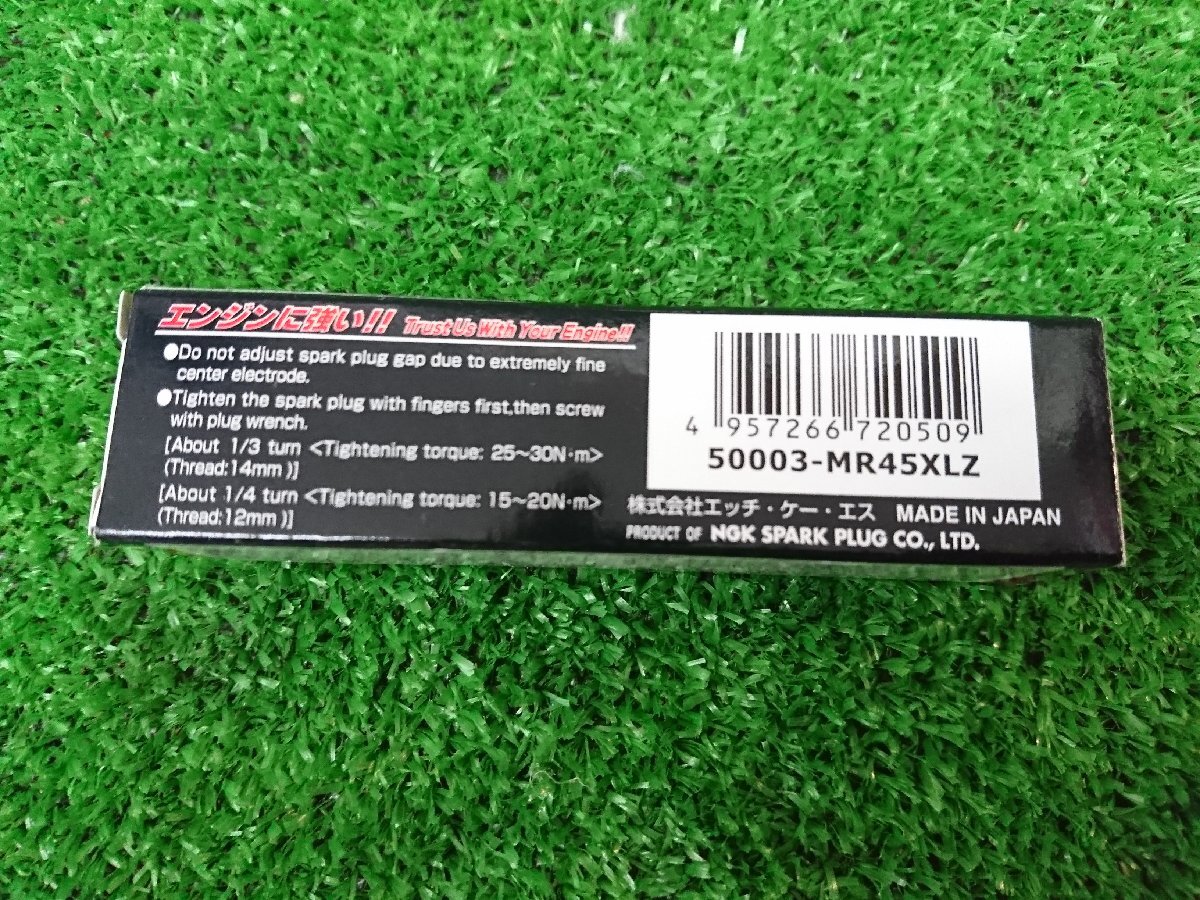 エンジンに強い!! Trust Us With Your Engine!!
●Do not adjust spark plug gap due to extremely fine
center electrode.
●Tighten the spark plug with fingers first,then screw
with plug wrench.
[About 1/3 turn <Tightening torque: 25~30N·m>
(Thread:14mm )]
[About 1/4 turn <Tightening torque: 15~20N·m>
(Thread:12mm )]
4 957266 720509
50003-MR45XLZ
株式会社エッチ・ケー・エス MADE IN JAPAN
PRODUCT OF NGK SPARK PLUG CO., LTD.